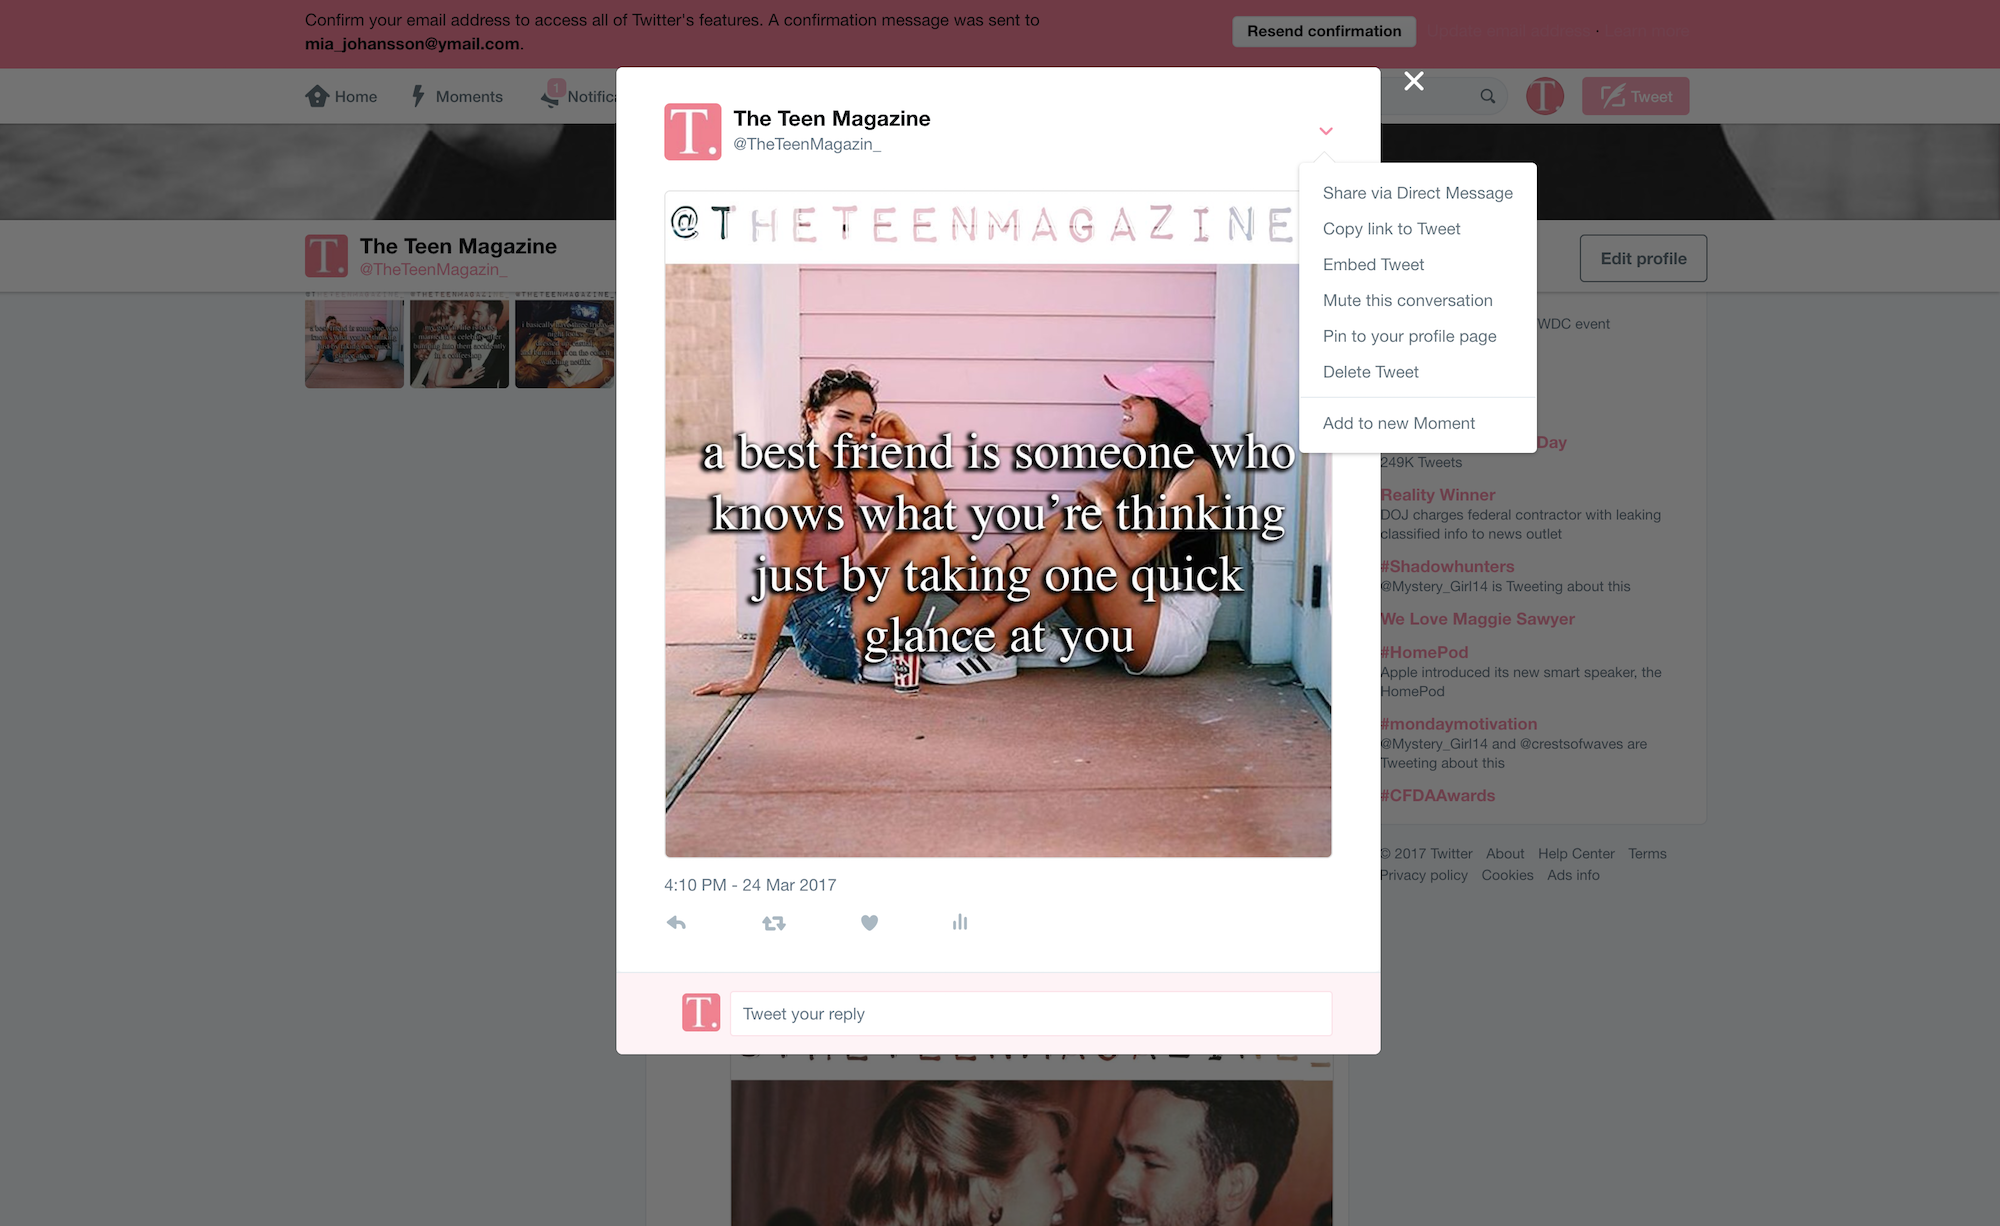 Confirm your email address to access all of Twitter's features. A confirmation message was sent to
mia_johansson@ymail.com.
Resend confirmation
Home
Moments
1
Notifica
T.
Tweet
The Teen Magazine
@TheTeenMagazin_
Edit profile
T.
The Teen Magazine
@TheTeenMagazin_
@THETEENMAGAZINE
a best friend is someone who
knows what you're thinking
just by taking one quick
glance at you
Share via Direct Message
Copy link to Tweet
Embed Tweet
Mute this conversation
Pin to your profile page
Delete Tweet
Add to new Moment
4:10 PM - 24 Mar 2017
T.
Tweet your reply
WDC event
Day
249K Tweets
Reality Winner
DOJ charges federal contractor with leaking
classified info to news outlet
#Shadowhunters
@Mystery_Girl14 is Tweeting about this
We Love Maggie Sawyer
#HomePod
Apple introduced its new smart speaker, the
HomePod
#mondaymotivation
@Mystery_Girl14 and @crestsofwaves are
Tweeting about this
#CFDAAwards
© 2017 Twitter About Help Center Terms
Privacy policy Cookies Ads info